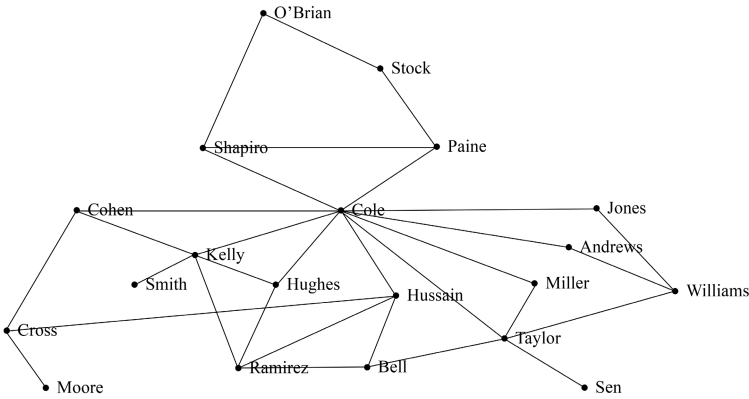 O’Brian
Stock
Shapiro
Paine
Cohen
Cole
Jones
Andrews
Kelly
Smith
Hughes
Miller
Hussain
Williams
Cross
Taylor
Ramirez
Bell
Moore
Sen